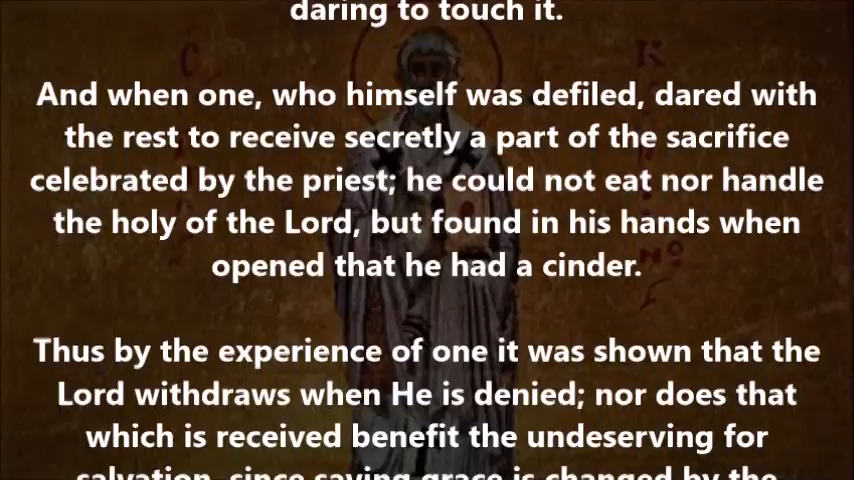 daring to touch it.
And when one, who himself was defiled, dared with
the rest to receive secretly a part of the sacrifice
celebrated by the priest; he could not eat nor handle
the holy of the Lord, but found in his hands when
opened that he had a cinder.
Thus by the experience of one it was shown that the
Lord withdraws when He is denied; nor does that
which is received benefit the undeserving for
salvation, since saving grace is changed by the